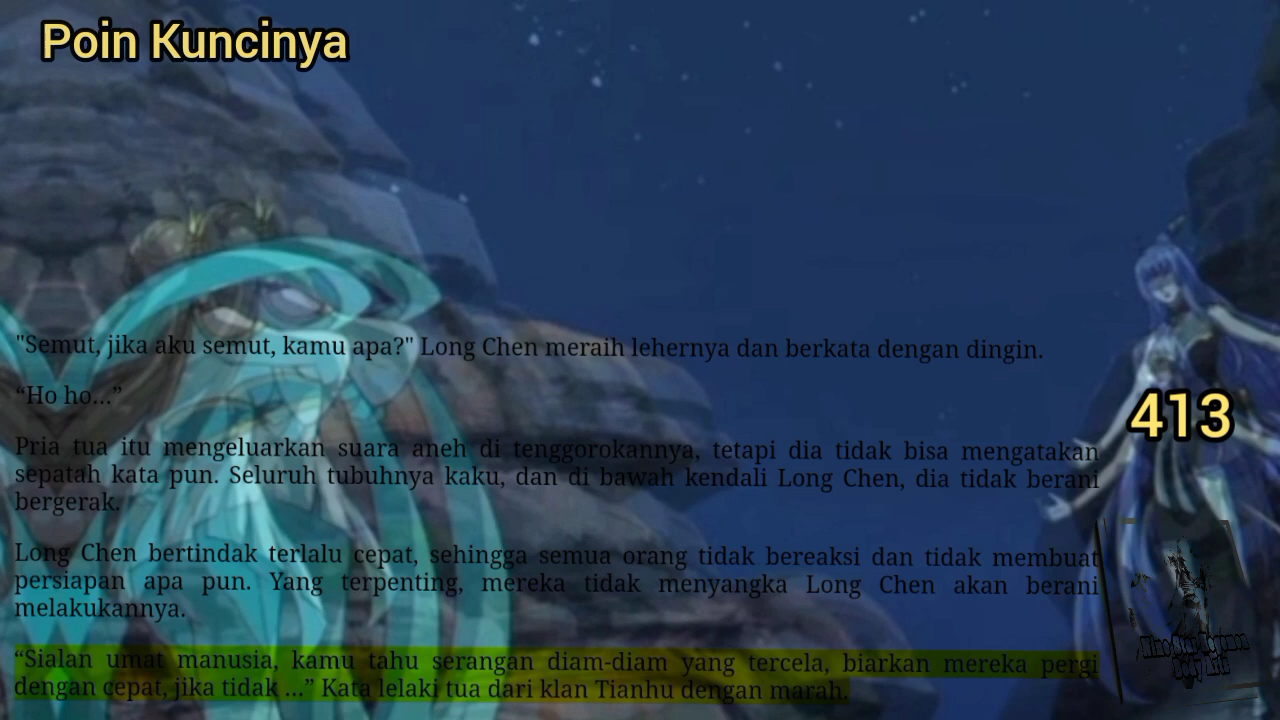 Poin Kuncinya
"Semut, jika aku semut, kamu apa?" Long Chen meraih lehernya dan berkata dengan dingin.
“Ho ho...”
Pria tua itu mengeluarkan suara aneh di tenggorokannya, tetapi dia tidak bisa mengatakan
sepatah kata pun. Seluruh tubuhnya kaku, dan di bawah kendali Long Chen, dia tidak berani
bergerak.
Long Chen bertindak terlalu cepat, sehingga semua orang tidak bereaksi dan tidak membuat
persiapan apa pun. Yang terpenting, mereka tidak menyangka Long Chen akan berani
melakukannya.
“Sialan umat manusia, kamu tahu serangan diam-diam yang tercela, biarkan mereka pergi
dengan cepat, jika tidak ...” Kata lelaki tua dari klan Tianhu dengan marah.
413